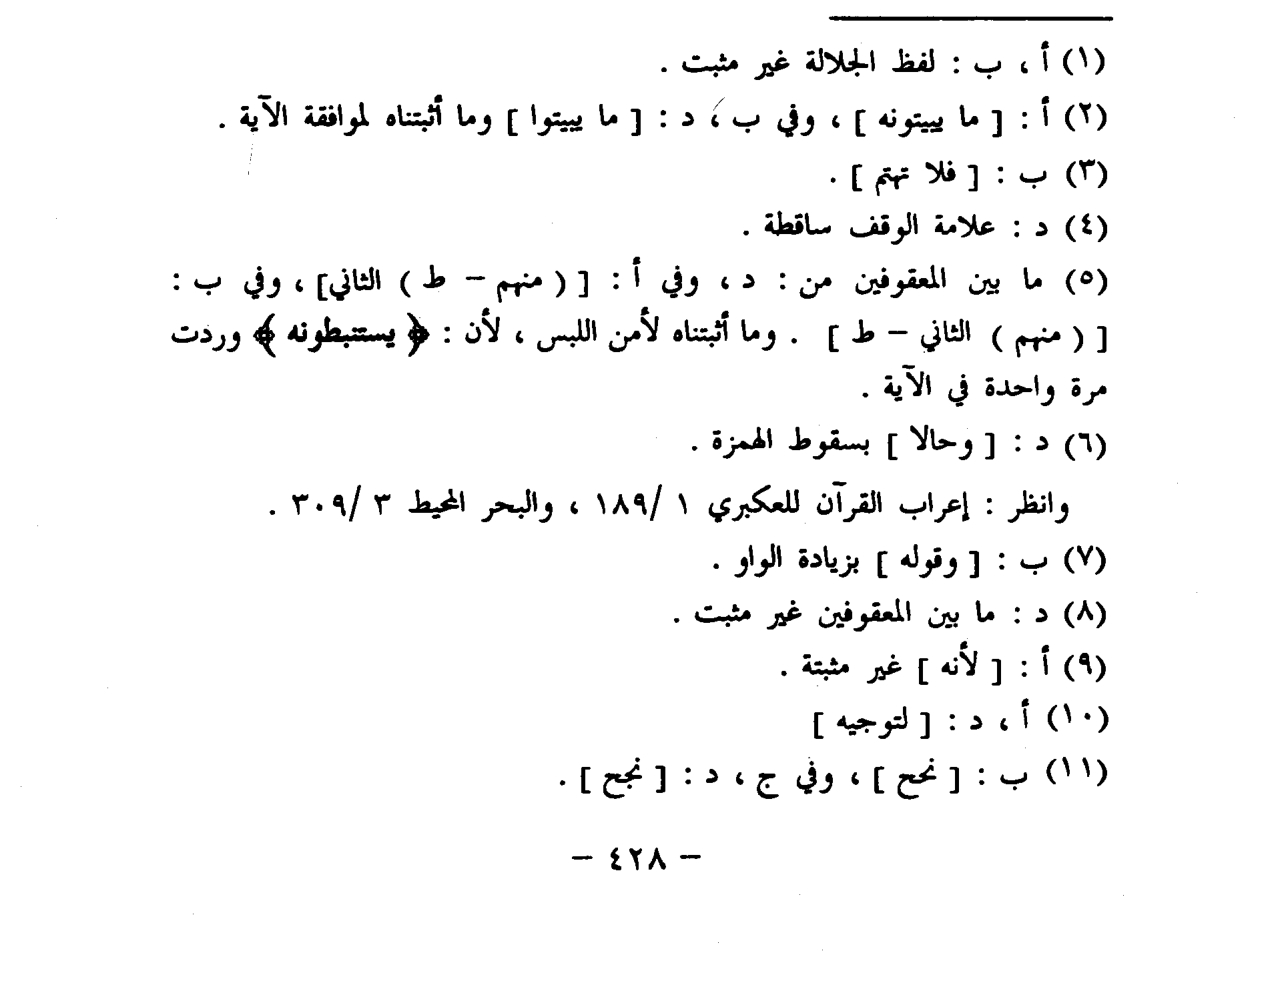 (١) أ ، ب : لفظ الجلالة غير مثبت .
(٢) أ : [ ما يبيتونه ] ، وفي ب ، د : [ ما يبيتوا ] وما أثبتناه لموافقة الآية .
(٣) ب : [ فلا تهتم ] .
(٤) د : علامة الوقف ساقطة .
(٥) ما بين المعقوفين من : د ، وفي أ : [ ( منهم – ط ) الثاني] ، وفي ب :
[ ( منهم ) الثاني – ط ] . وما أثبتناه لأمن اللبس ، لأن : ﴿ يستنبطونه ﴾ وردت
مرة واحدة في الآية .
(٦) د : [ وحالا ] بسقوط الهمزة .
وانظر : إعراب القرآن للعكبري ١ /١٨٩ ، والبحر المحيط ٣ /٣٠٩ .
(٧) ب : [ وقوله ] بزيادة الواو .
(٨) د : ما بين المعقوفين غير مثبت .
(٩) أ : [ لأنه ] غير مثبتة .
(١٠) أ ، د : [ لتوجيه ]
(١١) ب : [ نحح ] ، وفي ج ، د : [ نجح ] .
– ٤٢٨ –